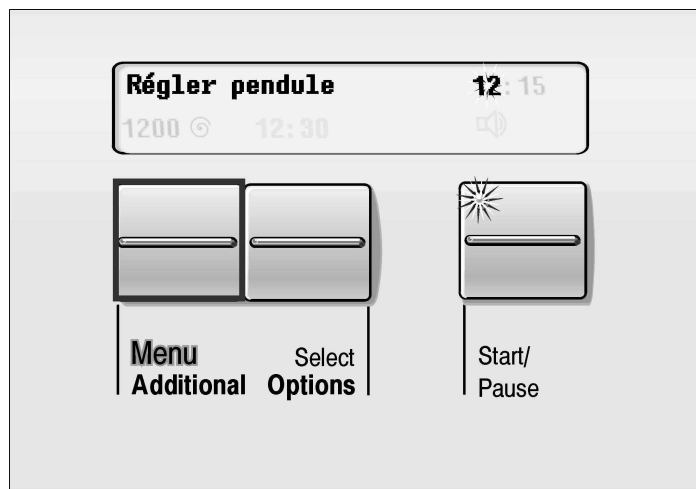 Régler pendule 12:15
1200 12:30
Menu Select
Additional Options
Start/
Pause